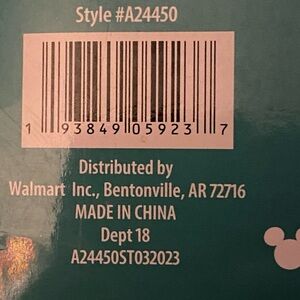 Style #A24450
1 93849 05923 7
Distributed by
Walmart Inc., Bentonville, AR 72716
MADE IN CHINA
Dept 18
A24450ST032023